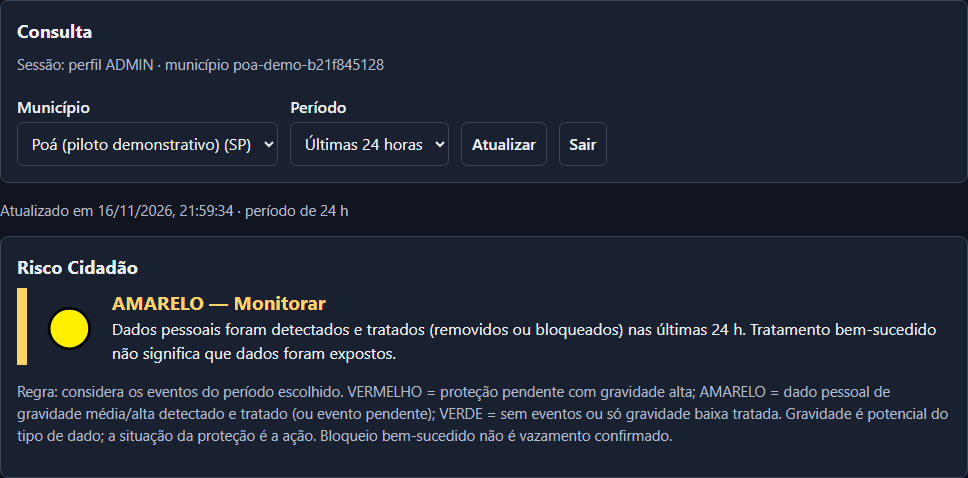 Consulta
Sessão: perfil ADMIN · município poa-demo-b21f845128
Município Período
Poá (piloto demonstrativo) (SP) Últimas 24 horas Atualizar Sair
Atualizado em 16/11/2026, 21:59:34 · período de 24 h
Risco Cidadão
AMARELO — Monitorar
Dados pessoais foram detectados e tratados (removidos ou bloqueados) nas últimas 24 h. Tratamento bem-sucedido
não significa que dados foram expostos.
Regra: considera os eventos do período escolhido. VERMELHO = proteção pendente com gravidade alta; AMARELO = dado pessoal de
gravidade média/alta detectado e tratado (ou evento pendente); VERDE = sem eventos ou só gravidade baixa tratada. Gravidade é potencial do
tipo de dado; a situação da proteção é a ação. Bloqueio bem-sucedido não é vazamento confirmado.